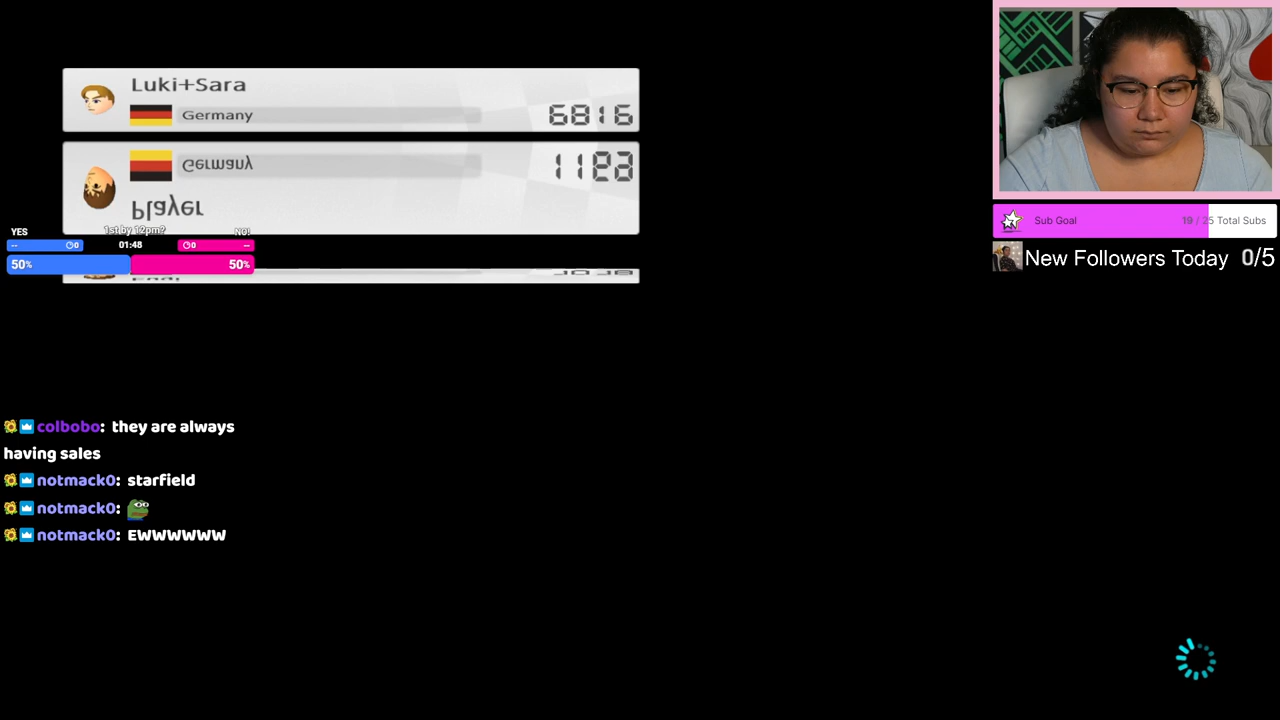 Luki+Sara
Germany
6816
Germany
Player
YES
1st by 12pm?
NO!
--
0
01:48
0
--
50%
50%
colbobo: they are always
having sales
notmack0: starfield
notmack0:
notmack0: EWWWWWW
Sub Goal
19 / 25 Total Subs
New Followers Today 0/5